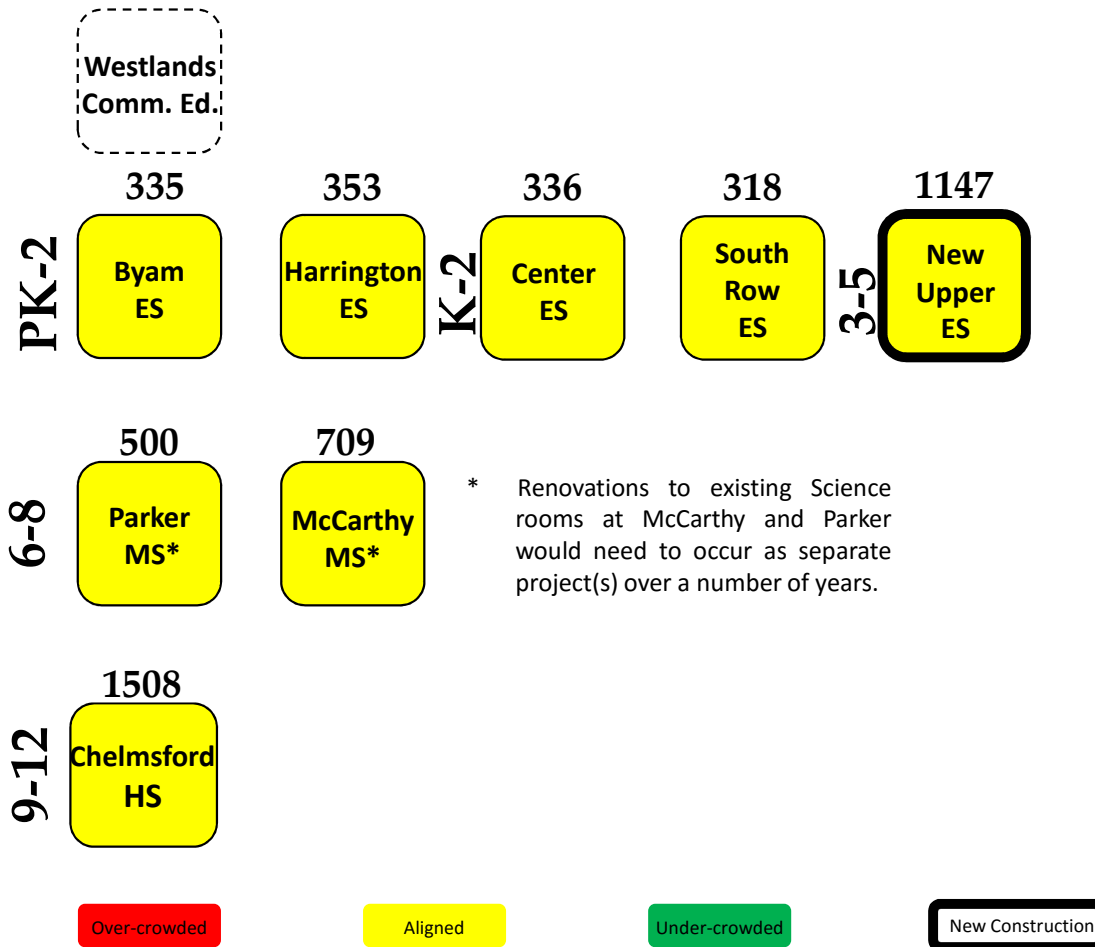 Westlands
Comm. Ed.
335
353
336
318
1147
PK-2
Byam
ES
Harrington
ES
K-2
Center
ES
South
Row
ES
3-5
New
Upper
ES
500
709
6-8
Parker
MS*
McCarthy
MS*
* Renovations to existing Science
rooms at McCarthy and Parker
would need to occur as separate
project(s) over a number of years.
1508
9-12
Chelmsford
HS
Over-crowded
Aligned
Under-crowded
New Construction